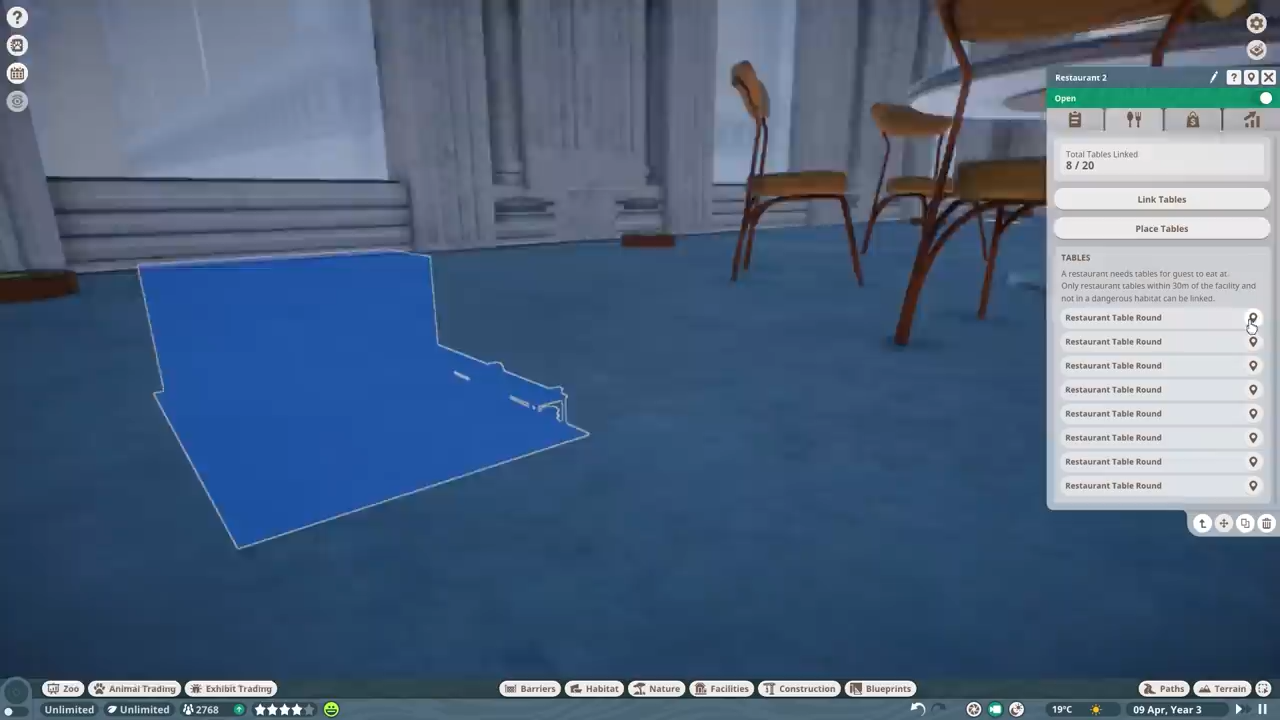 ?
Restaurant 2
?
Open
Total Tables Linked
8 / 20
Link Tables
Place Tables
TABLES
A restaurant needs tables for guest to eat at.
Only restaurant tables within 30m of the facility and
not in a dangerous habitat can be linked.
Restaurant Table Round
Restaurant Table Round
Restaurant Table Round
Restaurant Table Round
Restaurant Table Round
Restaurant Table Round
Restaurant Table Round
Restaurant Table Round
Zoo Animal Trading Exhibit Trading Barriers Habitat Nature Facilities Construction Blueprints Paths Terrain
Unlimited Unlimited 2768 19°C 09 Apr, Year 3